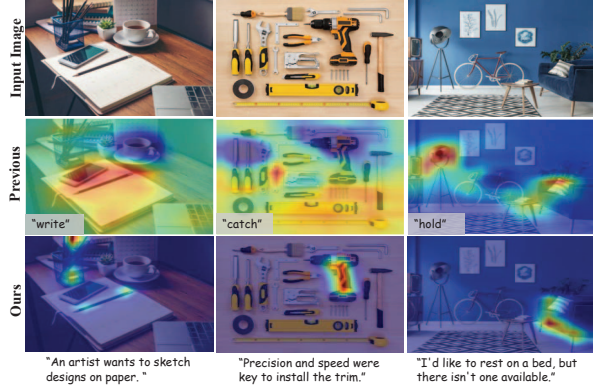 Input Image
Previous
"write"
"catch"
"hold"
Ours
"An artist wants to sketch
designs on paper. "
"Precision and speed were
key to install the trim."
"I'd like to rest on a bed, but
there isn't one available."